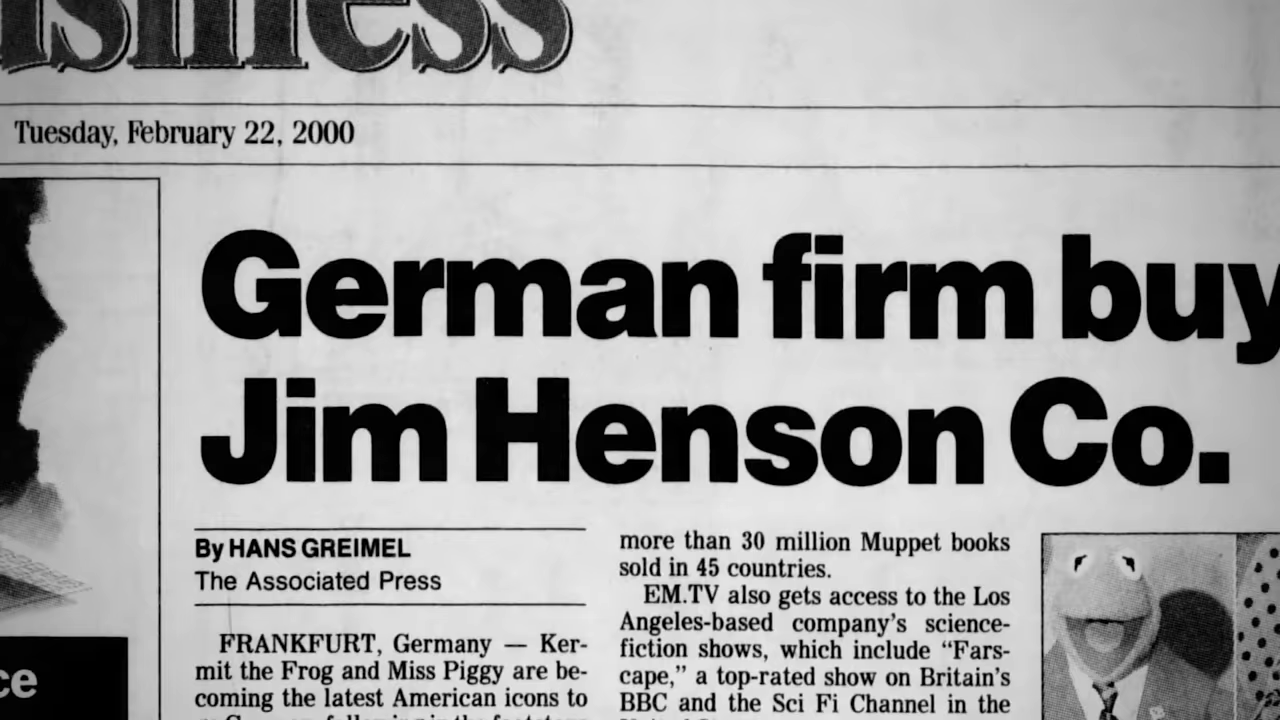 Tuesday, February 22, 2000
German firm
Jim Henson Co.
By HANS GREIMEL
The Associated Press
FRANKFURT, Germany — Ker-
mit the Frog and Miss Piggy are be-
coming the latest American icons to
more than 30 million Muppet books
sold in 45 countries.
EM.TV also gets access to the Los
Angeles-based company's science-
fiction shows, which include “Fars-
cape,” a top-rated show on Britain's
BBC and the Sci Fi Channel in the